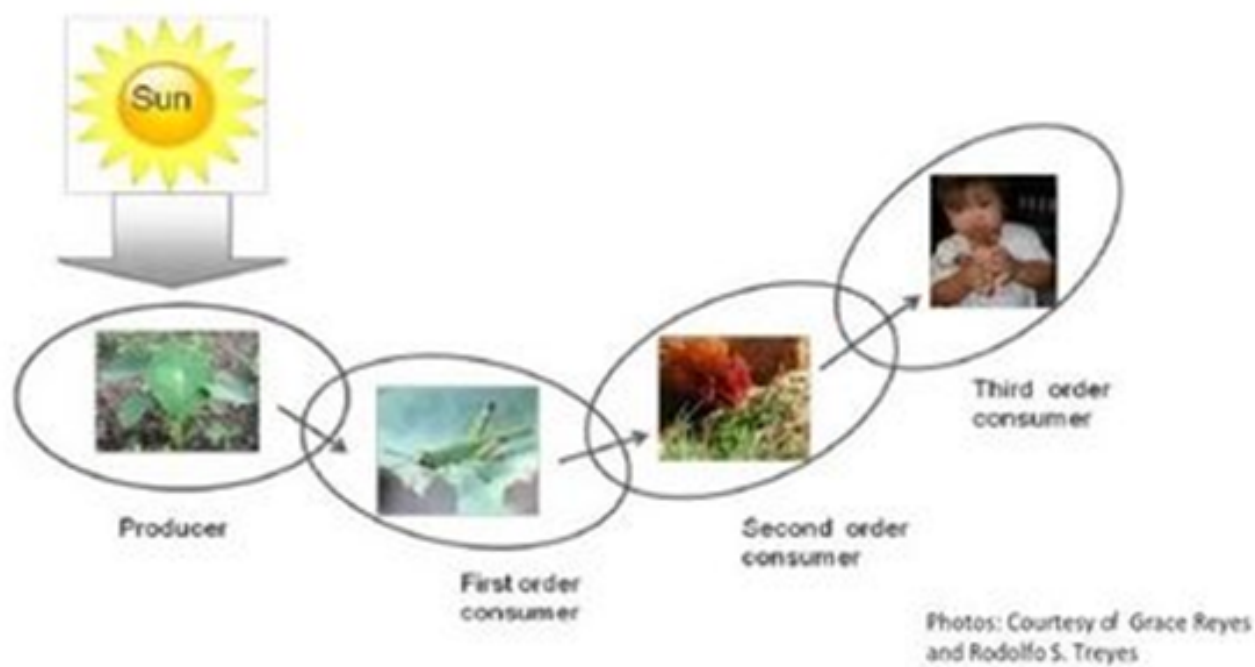 Sun
Producer
First order
consumer
Second order
consumer
Third order
consumer
Photos: Courtesy of Grace Reyes
and Rodolfo S. Treyes